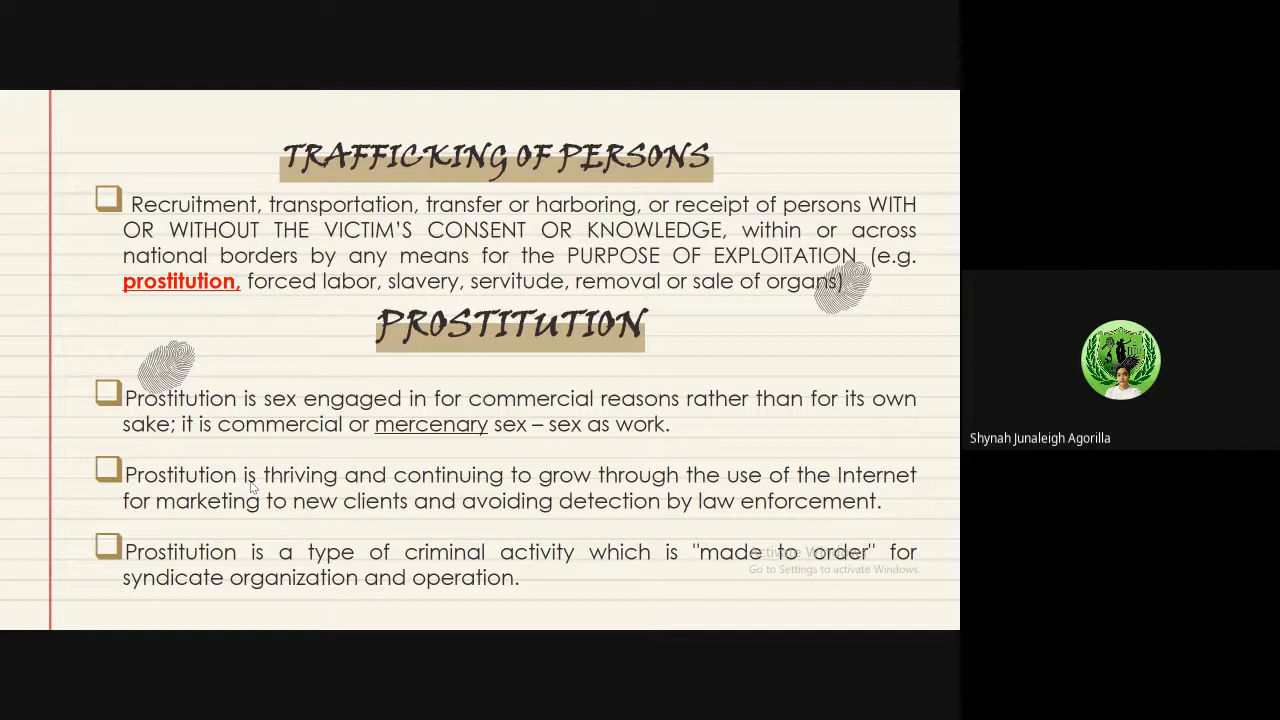 TRAFFICKING OF PERSONS
Recruitment, transportation, transfer or harboring, or receipt of persons WITH
OR WITHOUT THE VICTIM'S CONSENT OR KNOWLEDGE, within or across
national borders by any means for the PURPOSE OF EXPLOITATION (e.g.
prostitution, forced labor, slavery, servitude, removal or sale of organs)
PROSTITUTION
Prostitution is sex engaged in for commercial reasons rather than for its own
sake; it is commercial or mercenary sex – sex as work.
Prostitution is thriving and continuing to grow through the use of the Internet
for marketing to new clients and avoiding detection by law enforcement.
Prostitution is a type of criminal activity which is "made to order" for
syndicate organization and operation.
Activate Windows
Go to Settings to activate Windows.
Shynah Junaleigh Agorilla